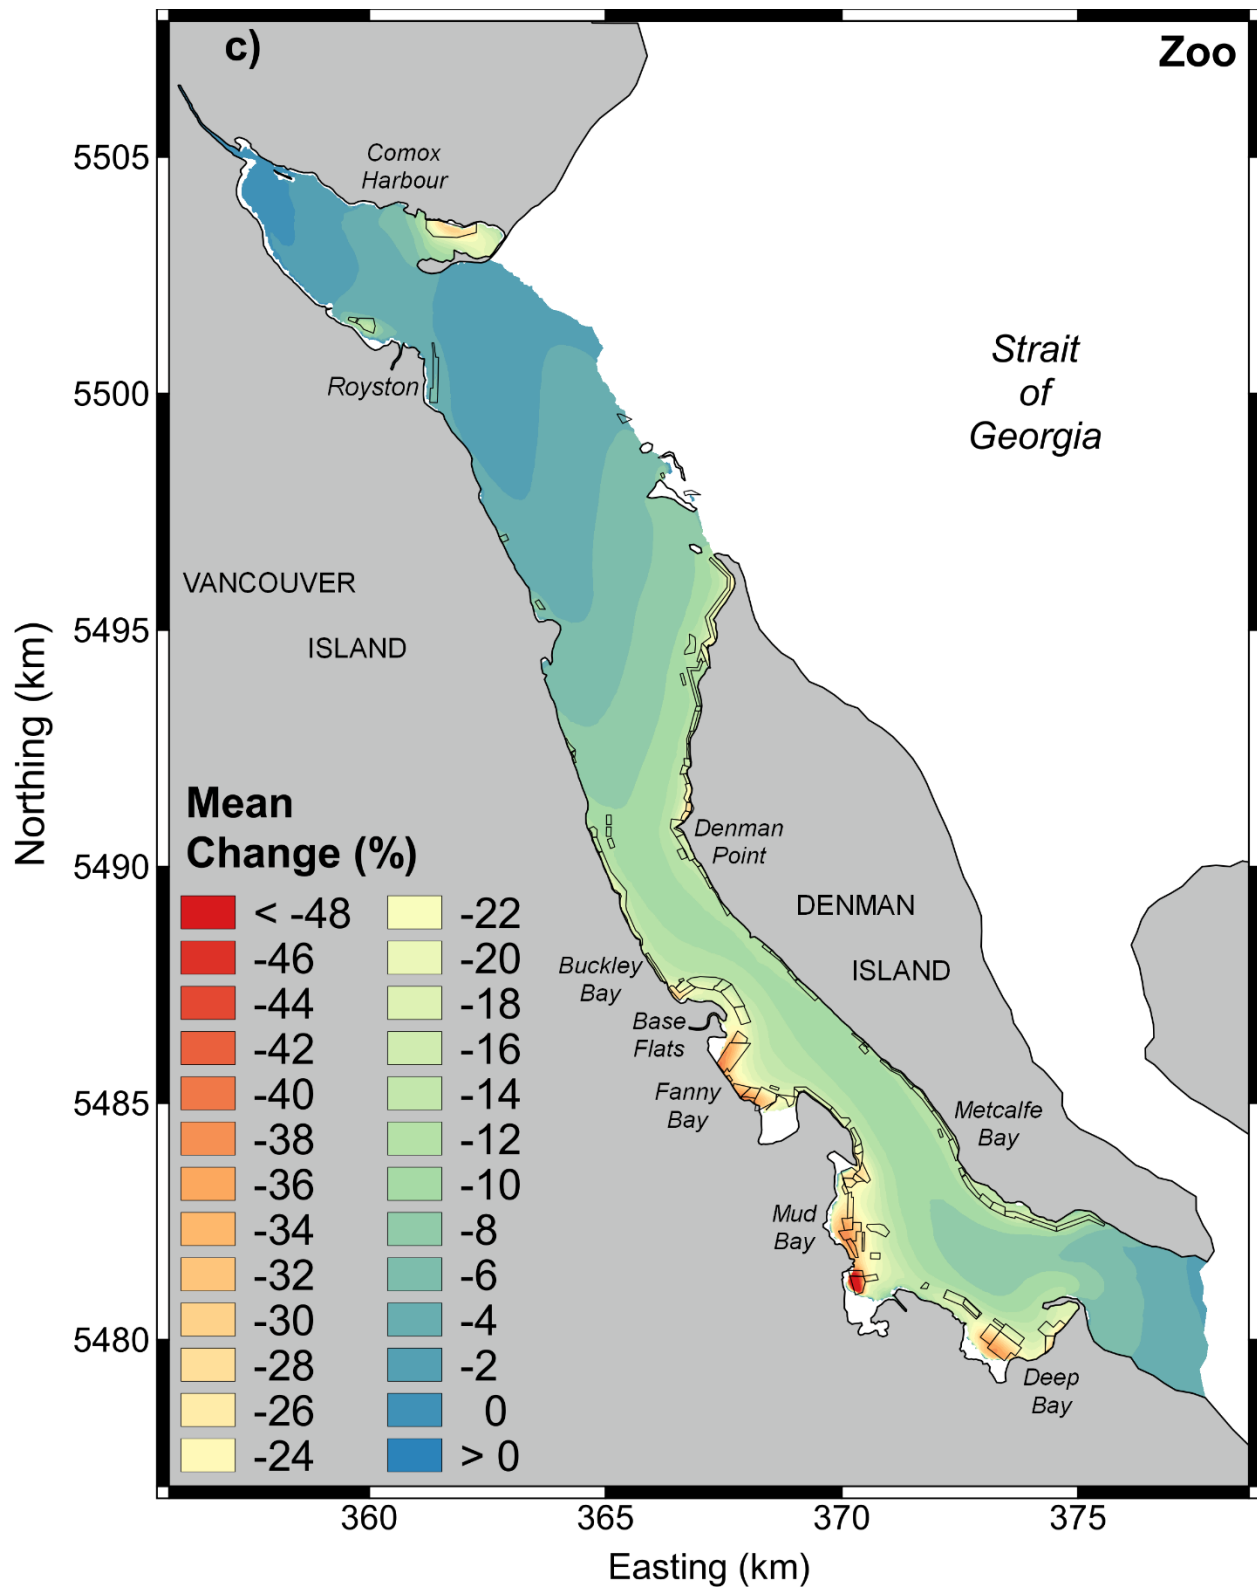 c)
Zoo
5505
5500
5495
5490
5485
5480
Northing (km)
Comox
Harbour
Royston
Strait
of
Georgia
VANCOUVER
ISLAND
Denman
Point
DENMAN
ISLAND
Buckley
Bay
Base
Flats
Fanny
Bay
Metcalfe
Bay
Mud
Bay
Deep
Bay
Mean
Change (%)
< -48
-46
-44
-42
-40
-38
-36
-34
-32
-30
-28
-26
-24
-22
-20
-18
-16
-14
-12
-10
-8
-6
-4
-2
0
> 0
360
365
370
375
Easting (km)